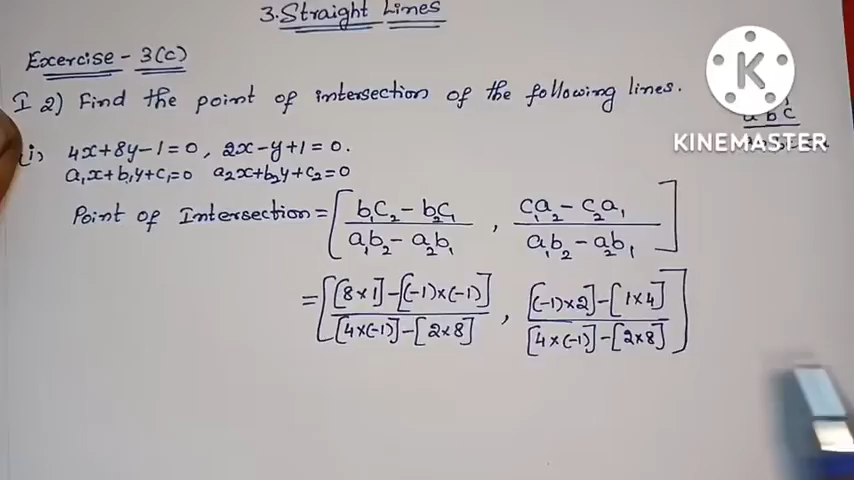 3. Straight Lines
Excercise - 3(c)
I 2) Find the point of intersection of the following lines.
(i) 4x+8y-1=0, 2x-y+1=0.
a₁x+b₁y+c₁=0 a₂x+b₂y+c₂=0
Point of Intersection = [ (b₁c₂ - b₂c₁)/(a₁b₂ - a₂b₁) , (c₁a₂ - c₂a₁)/(a₁b₂ - a₂b₁) ]
= [ ([8×1]-[(-1)×(-1)])/([4×(-1)]-[2×8]) , ([(-1)×2]-[1×4])/([4×(-1)]-[2×8]) ]
K
KINEMASTER